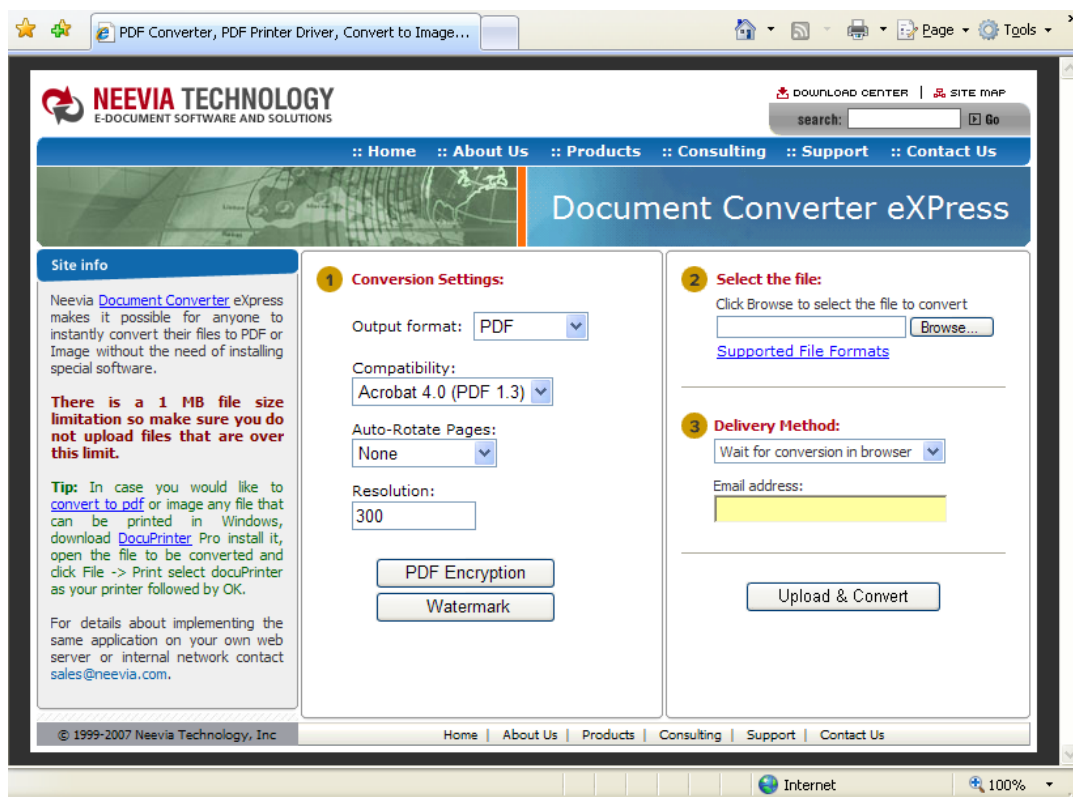 PDF Converter, PDF Printer Driver, Convert to Image...
Page
Tools
NEEVIA TECHNOLOGY
E-DOCUMENT SOFTWARE AND SOLUTIONS
DOWNLOAD CENTER | SITE MAP
search: Go
:: Home :: About Us :: Products :: Consulting :: Support :: Contact Us
Document Converter eXPress
Site info
Neevia Document Converter eXpress
makes it possible for anyone to
instantly convert their files to PDF or
Image without the need of installing
special software.
There is a 1 MB file size
limitation so make sure you do
not upload files that are over
this limit.
Tip: In case you would like to
convert to pdf or image any file that
can be printed in Windows,
download DocuPrinter Pro install it,
open the file to be converted and
click File -> Print select docuPrinter
as your printer followed by OK.
For details about implementing the
same application on your own web
server or internal network contact
sales@neevia.com.
1 Conversion Settings:
Output format: PDF
Compatibility:
Acrobat 4.0 (PDF 1.3)
Auto-Rotate Pages:
None
Resolution:
300
PDF Encryption
Watermark
2 Select the file:
Click Browse to select the file to convert
Browse...
Supported File Formats
3 Delivery Method:
Wait for conversion in browser
Email address:
Upload & Convert
© 1999-2007 Neevia Technology, Inc
Home | About Us | Products | Consulting | Support | Contact Us
Internet
100%